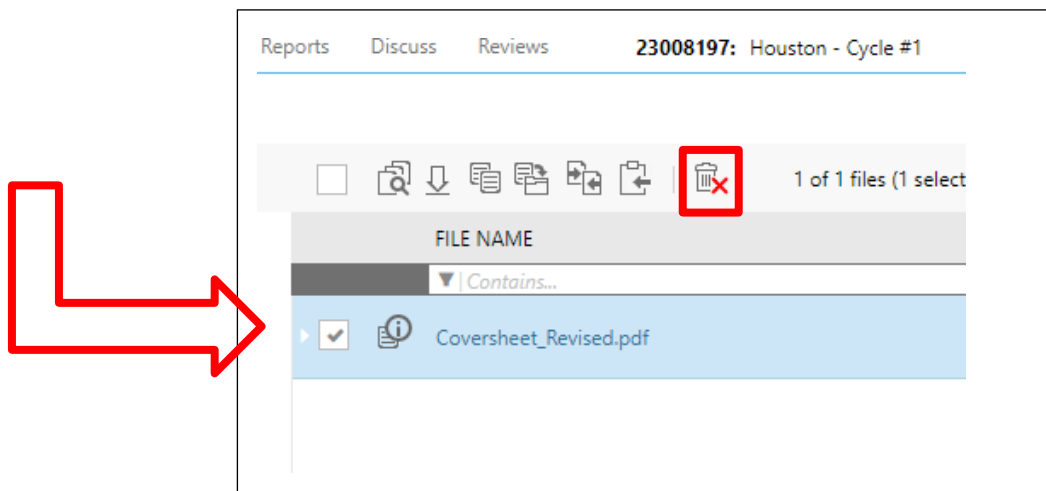 Reports Discuss Reviews 23008197: Houston - Cycle #1
1 of 1 files (1 select
FILE NAME
Contains...
Coversheet_Revised.pdf